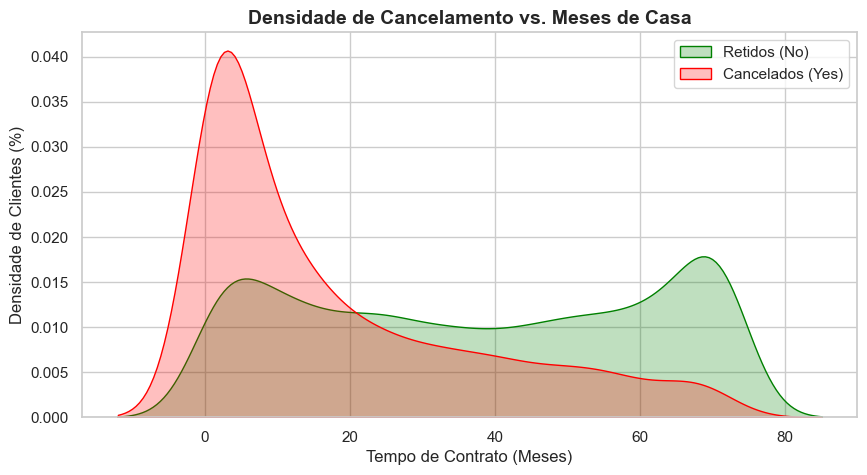 Densidade de Cancelamento vs. Meses de Casa
Retidos (No)
Cancelados (Yes)
Densidade de Clientes (%)
0.040
0.035
0.030
0.025
0.020
0.015
0.010
0.005
0.000
0 20 40 60 80
Tempo de Contrato (Meses)